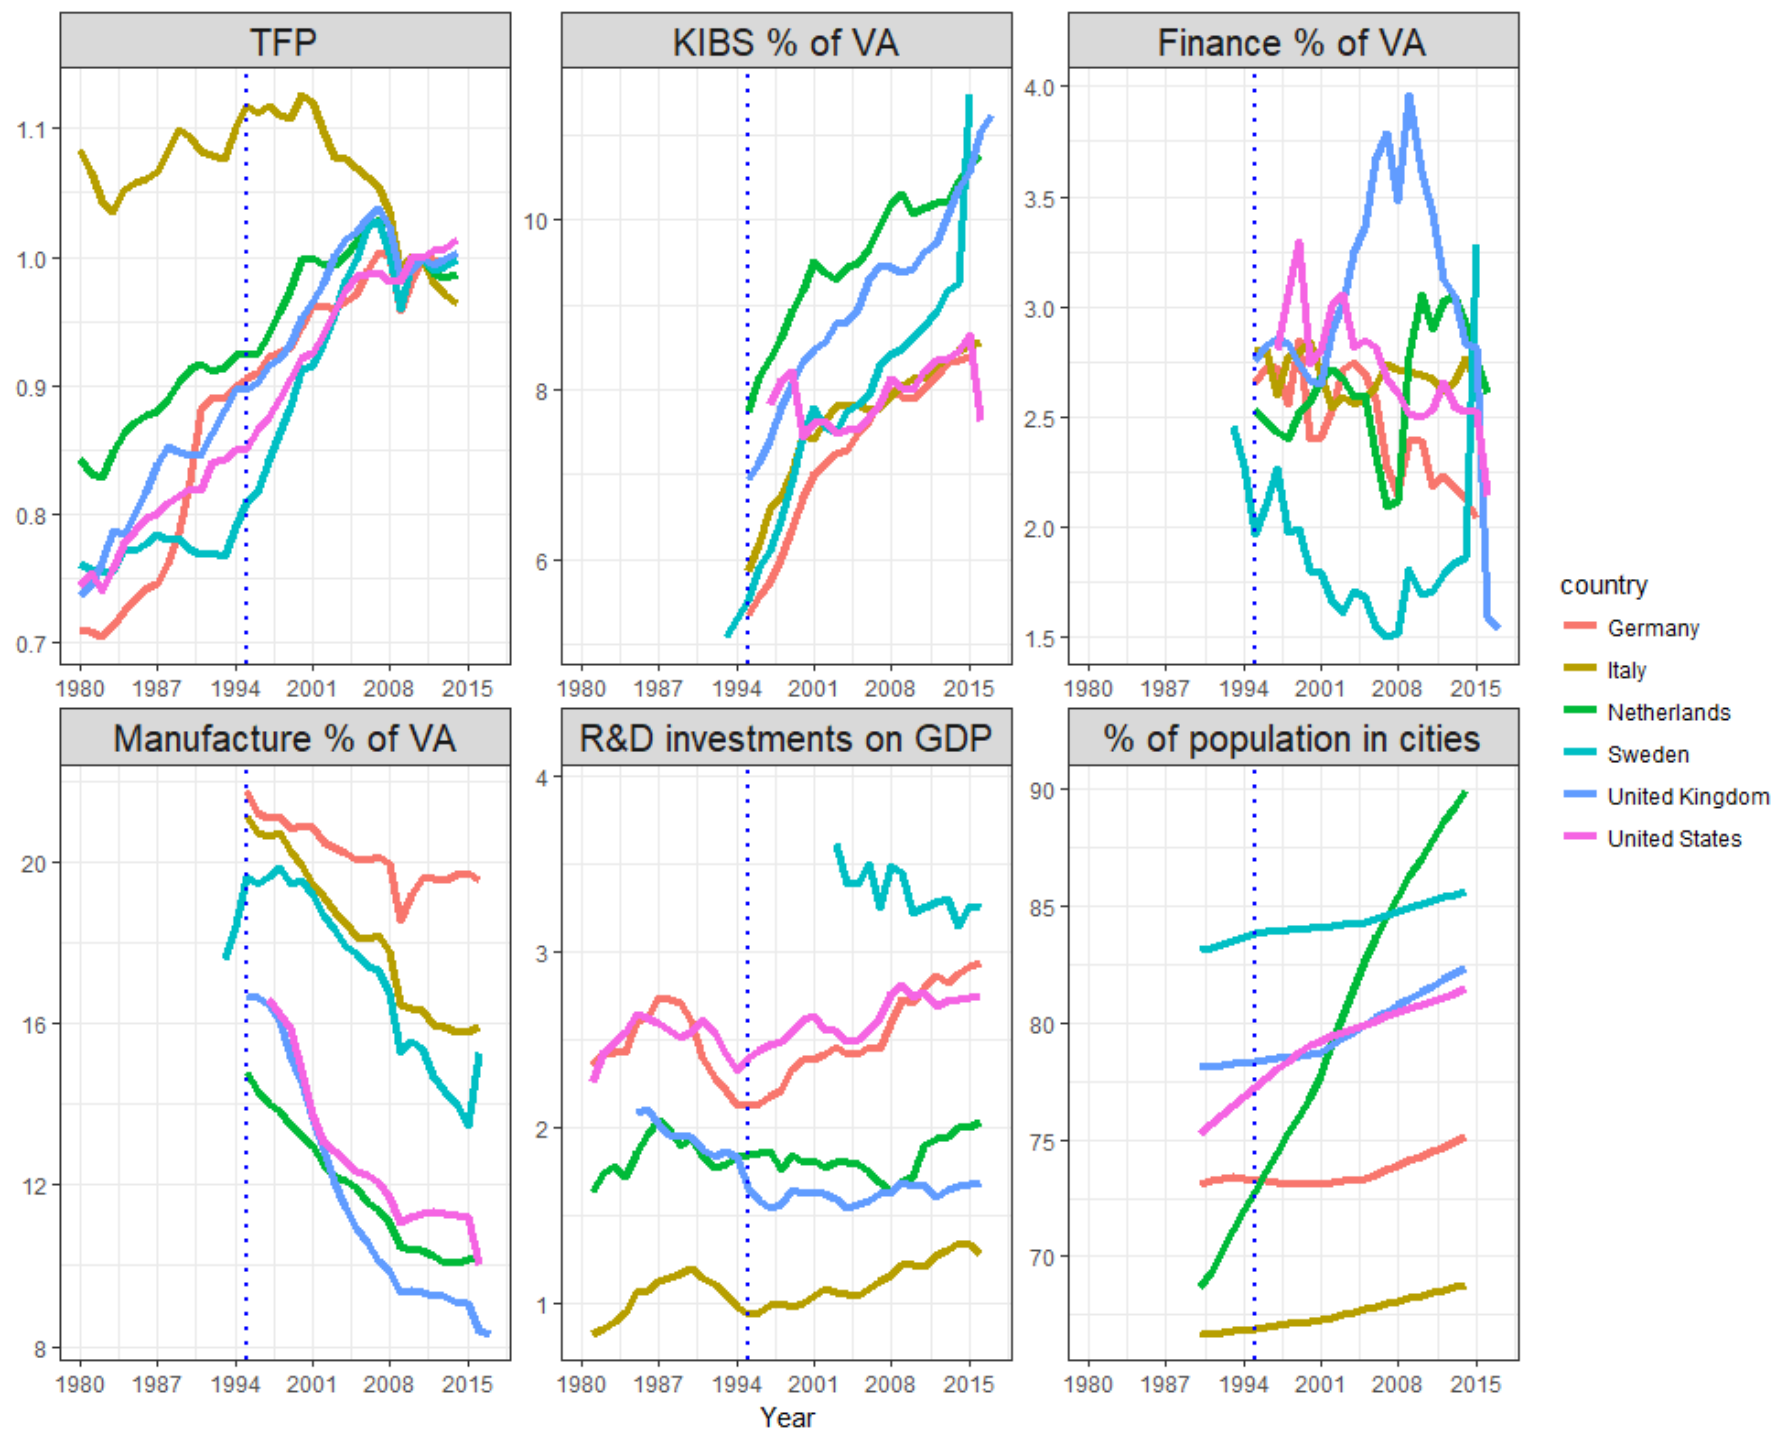 TFP
KIBS % of VA
Finance % of VA
1.1
1.0
0.9
0.8
0.7
10
8
6
4.0
3.5
3.0
2.5
2.0
1.5
1980 1987 1994 2001 2008 2015
1980 1987 1994 2001 2008 2015
1980 1987 1994 2001 2008 2015
Manufacture % of VA
R&D investments on GDP
% of population in cities
20
16
12
8
4
3
2
1
90
85
80
75
70
1980 1987 1994 2001 2008 2015
1980 1987 1994 2001 2008 2015
1980 1987 1994 2001 2008 2015
Year
country
Germany
Italy
Netherlands
Sweden
United Kingdom
United States